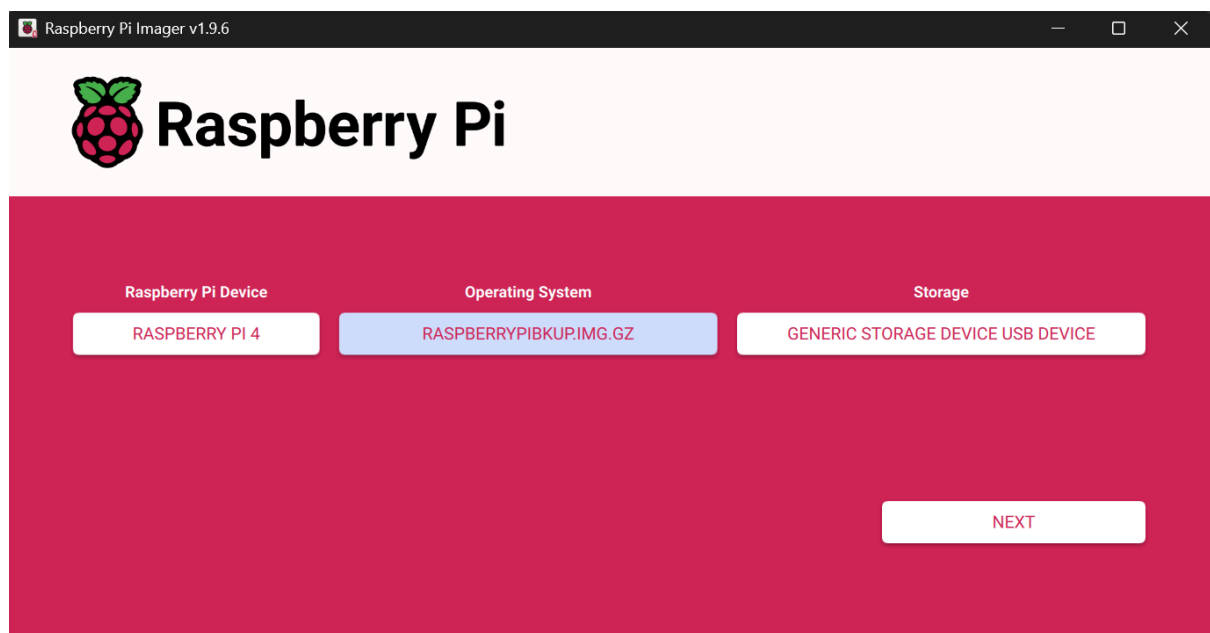 Raspberry Pi Imager v1.9.6
Raspberry Pi
Raspberry Pi Device
Operating System
Storage
RASPBERRY PI 4
RASPBERRYPIBKUP.IMG.GZ
GENERIC STORAGE DEVICE USB DEVICE
NEXT